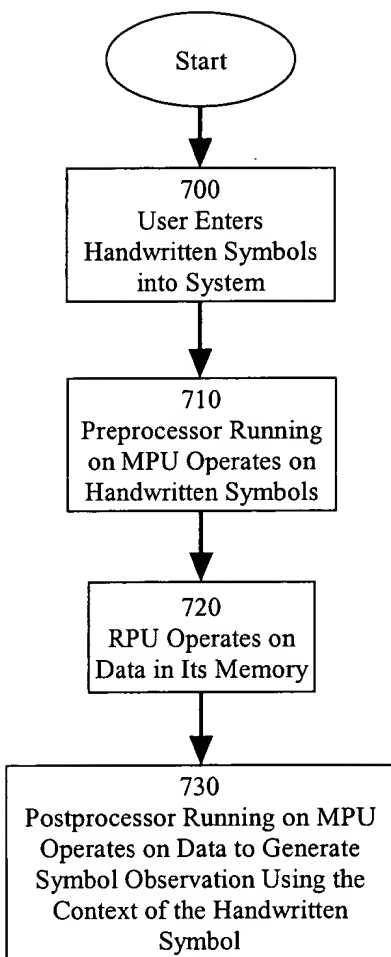 Start
700
User Enters
Handwritten Symbols
into System
710
Preprocessor Running
on MPU Operates on
Handwritten Symbols
720
RPU Operates on
Data in Its Memory
730
Postprocessor Running on MPU
Operates on Data to Generate
Symbol Observation Using the
Context of the Handwritten
Symbol